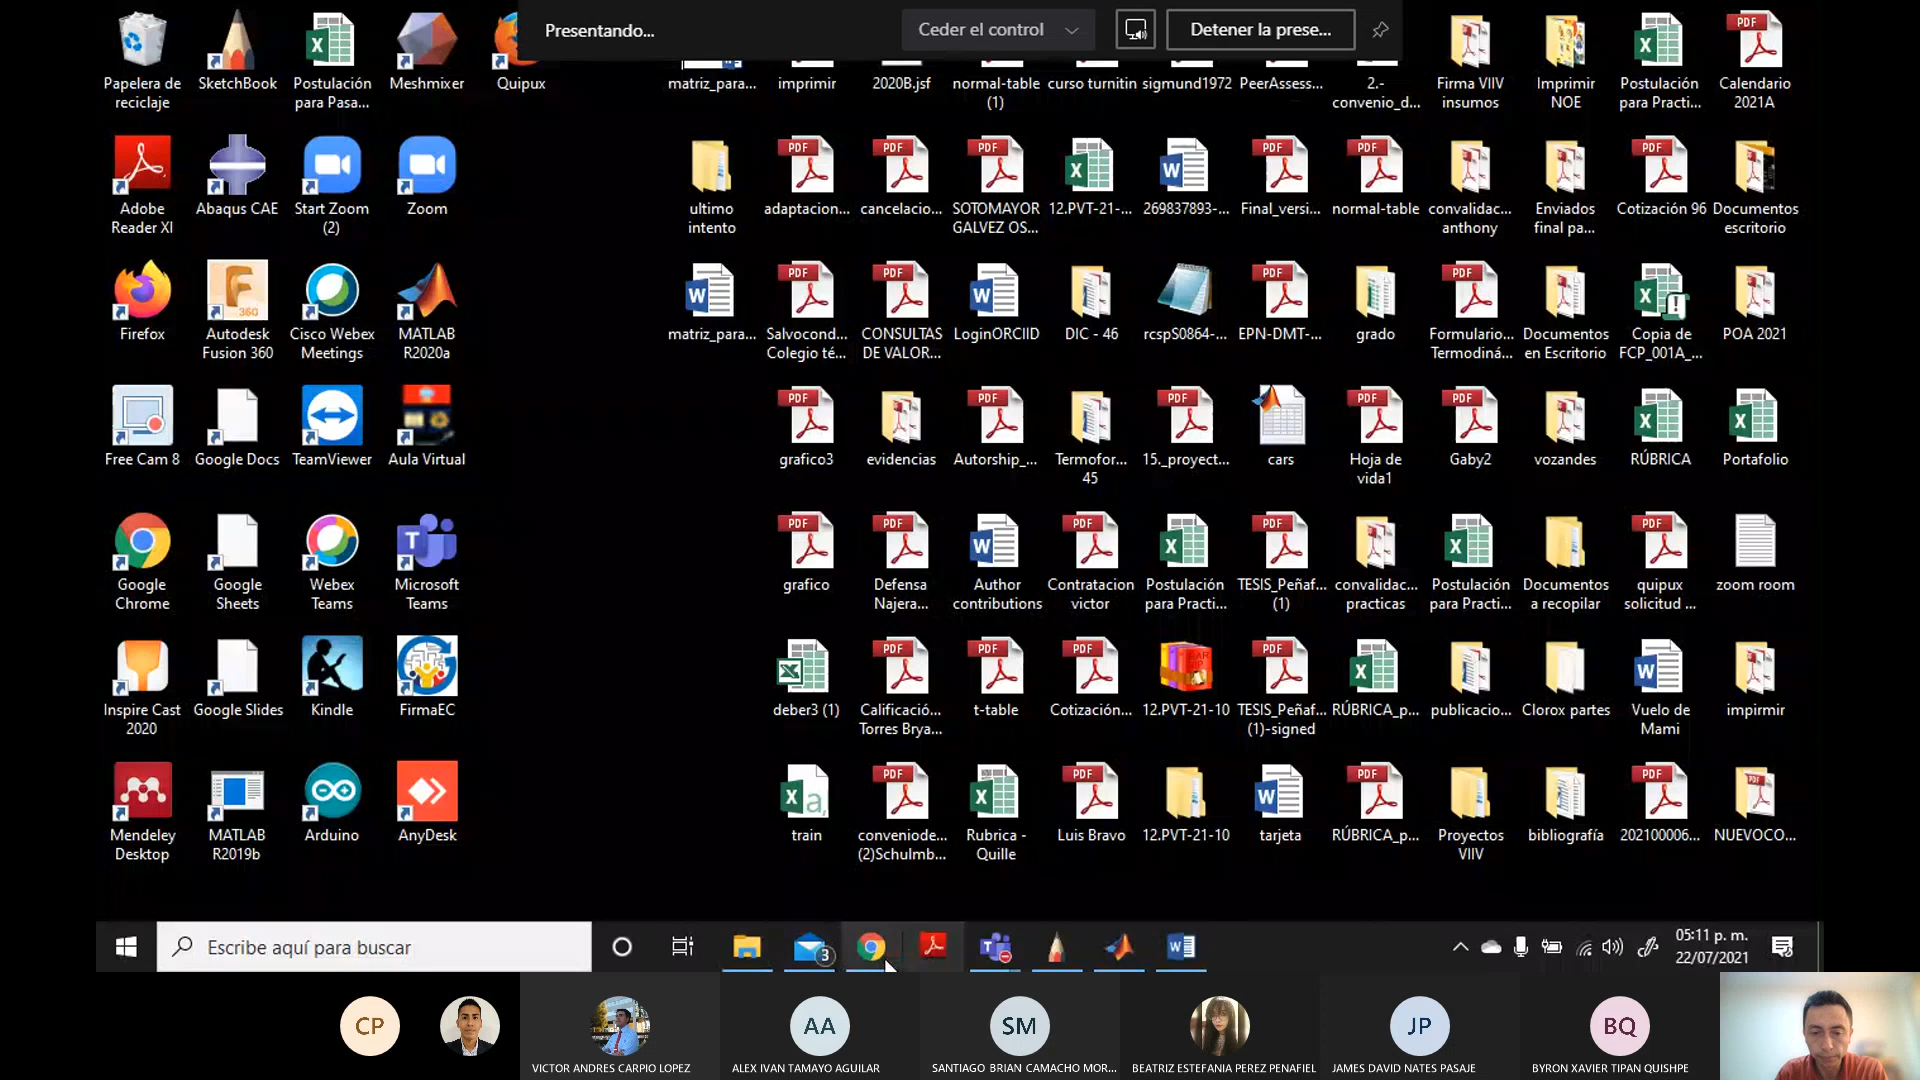 Presentando...
Ceder el control
Detener la prese...
Papelera de reciclaje
SketchBook
Postulación para Pasa...
Meshmixer
Quipux
matriz_para...
imprimir
2020B.jsf
normal-table (1)
curso turnitin
sigmund1972
PeerAssess...
2.-convenio_d...
Firma VIIV insumos
Imprimir NOE
Postulación para Practi...
Calendario 2021A
Adobe Reader XI
Abaqus CAE
Start Zoom (2)
Zoom
ultimo intento
adaptacion...
cancelacio...
SOTOMAYOR GALVEZ OS...
12.PVT-21-...
269837893-...
Final_versi...
normal-table
convalidac... anthony
Enviados final pa...
Cotización 96
Documentos escritorio
Firefox
Autodesk Fusion 360
Cisco Webex Meetings
MATLAB R2020a
matriz_para...
Salvocond... Colegio té...
CONSULTAS DE VALOR...
LoginORCIID
DIC - 46
rcspS0864-...
EPN-DMT-...
grado
Formulario... Termodiná...
Documentos en Escritorio
Copia de FCP_001A_...
POA 2021
Free Cam 8
Google Docs
TeamViewer
Aula Virtual
grafico3
evidencias
Autorship_...
Termofor... 45
15._proyect...
cars
Hoja de vida1
Gaby2
vozandes
RÚBRICA
Portafolio
Google Chrome
Google Sheets
Webex Teams
Microsoft Teams
grafico
Defensa Najera...
Author contributions
Contratacion victor
Postulación para Practi...
TESIS_Peñaf... (1)
convalidac... practicas
Postulación para Practi...
Documentos a recopilar
quipux solicitud ...
zoom room
Inspire Cast 2020
Google Slides
Kindle
FirmaEC
deber3 (1)
Calificació... Torres Brya...
t-table
Cotización...
12.PVT-21-10
TESIS_Peñaf... (1)-signed
RÚBRICA_p...
publicacio...
Clorox partes
Vuelo de Mami
impirmir
Mendeley Desktop
MATLAB R2019b
Arduino
AnyDesk
train
conveniode... (2)Schulmb...
Rubrica - Quille
Luis Bravo
12.PVT-21-10
tarjeta
RÚBRICA_p...
Proyectos VIIV
bibliografía
202100006...
NUEVOCO...
Escribe aquí para buscar
3
05:11 p. m.
22/07/2021
CP
AA
SM
JP
BQ
VICTOR ANDRES CARPIO LOPEZ
ALEX IVAN TAMAYO AGUILAR
SANTIAGO BRIAN CAMACHO MOR...
BEATRIZ ESTEFANIA PEREZ PENAFIEL
JAMES DAVID NATES PASAJE
BYRON XAVIER TIPAN QUISHPE